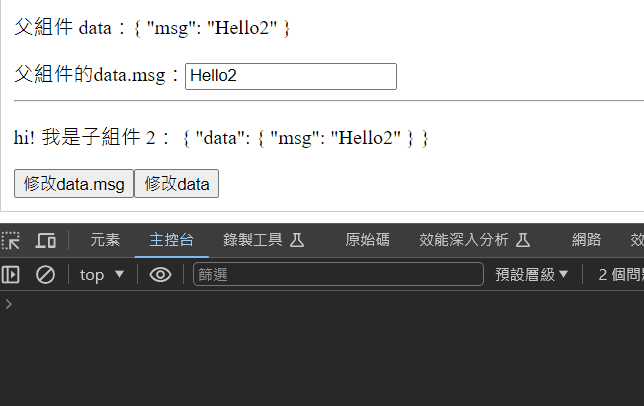 父組件 data：{ "msg": "Hello2" }
父組件的data.msg：Hello2
hi! 我是子組件 2： { "data": { "msg": "Hello2" } }
修改data.msg 修改data
元素 主控台 錄製工具 原始碼 效能深入分析 網路 效
top ▼ 篩選 預設層級 ▼ 2 個問題
>